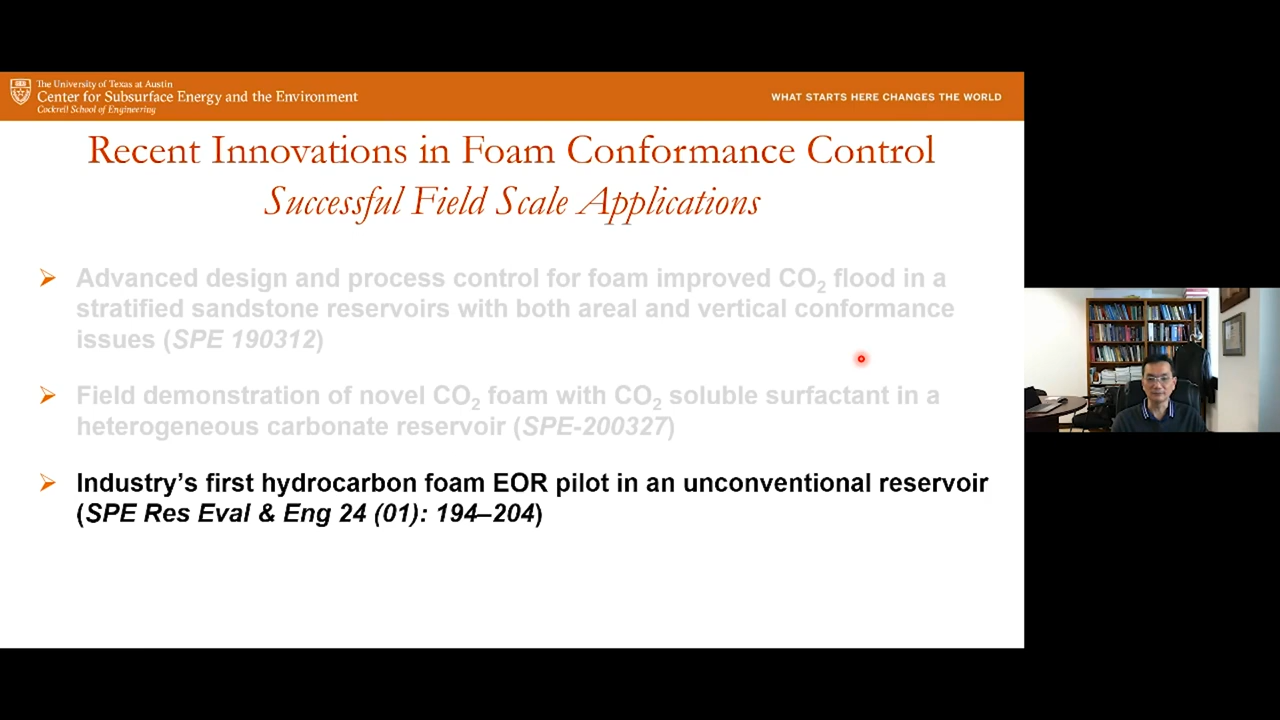 The University of Texas at Austin
Center for Subsurface Energy and the Environment
Cockrell School of Engineering
WHAT STARTS HERE CHANGES THE WORLD
Recent Innovations in Foam Conformance Control
Successful Field Scale Applications
Advanced design and process control for foam improved CO2 flood in a
stratified sandstone reservoirs with both areal and vertical conformance
issues (SPE 190312)
Field demonstration of novel CO2 foam with CO2 soluble surfactant in a
heterogeneous carbonate reservoir (SPE-200327)
Industry's first hydrocarbon foam EOR pilot in an unconventional reservoir
(SPE Res Eval & Eng 24 (01): 194–204)